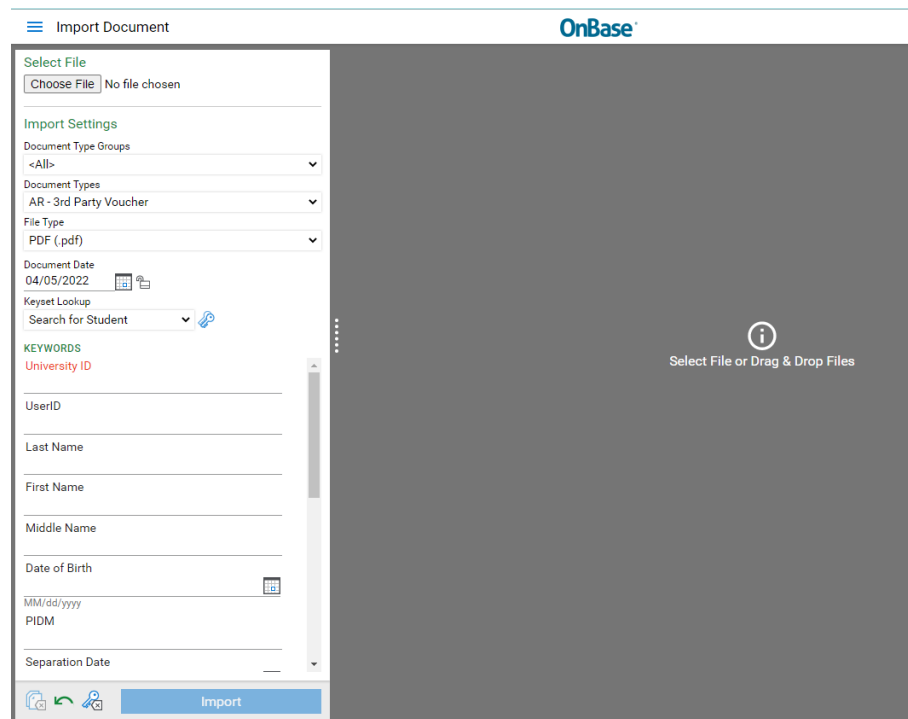 Import Document
OnBase
Select File
Choose File No file chosen
Import Settings
Document Type Groups
<All>
Document Types
AR - 3rd Party Voucher
File Type
PDF (.pdf)
Document Date
04/05/2022
Keyset Lookup
Search for Student
KEYWORDS
University ID
UserID
Last Name
First Name
Middle Name
Date of Birth
MM/dd/yyyy
PIDM
Separation Date
Import
Select File or Drag & Drop Files